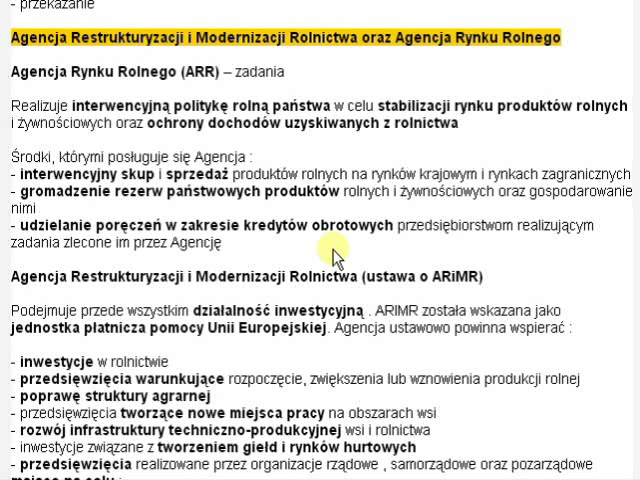 - przekazanie
Agencja Restrukturyzacji i Modernizacji Rolnictwa oraz Agencja Rynku Rolnego
Agencja Rynku Rolnego (ARR) – zadania
Realizuje interwencyjną politykę rolną państwa w celu stabilizacji rynku produktów rolnych
i żywnościowych oraz ochrony dochodów uzyskiwanych z rolnictwa
Środki, którymi posługuje się Agencja :
- interwencyjny skup i sprzedaż produktów rolnych na rynków krajowym i rynkach zagranicznych
- gromadzenie rezerw państwowych produktów rolnych i żywnościowych oraz gospodarowanie
nimi
- udzielanie poręczeń w zakresie kredytów obrotowych przedsiębiorstwom realizującym
zadania zlecone im przez Agencję
Agencja Restrukturyzacji i Modernizacji Rolnictwa (ustawa o ARiMR)
Podejmuje przede wszystkim działalność inwestycyjną . ARIMR została wskazana jako
jednostka płatnicza pomocy Unii Europejskiej. Agencja ustawowo powinna wspierać :
- inwestycje w rolnictwie
- przedsięwzięcia warunkujące rozpoczęcie, zwiększenia lub wznowienia produkcji rolnej
- poprawę struktury agrarnej
- przedsięwzięcia tworzące nowe miejsca pracy na obszarach wsi
- rozwój infrastruktury techniczno-produkcyjnej wsi i rolnictwa
- inwestycje związane z tworzeniem giełd i rynków hurtowych
- przedsięwzięcia realizowane przez organizacje rządowe , samorządowe oraz pozarządowe
mające na celu :